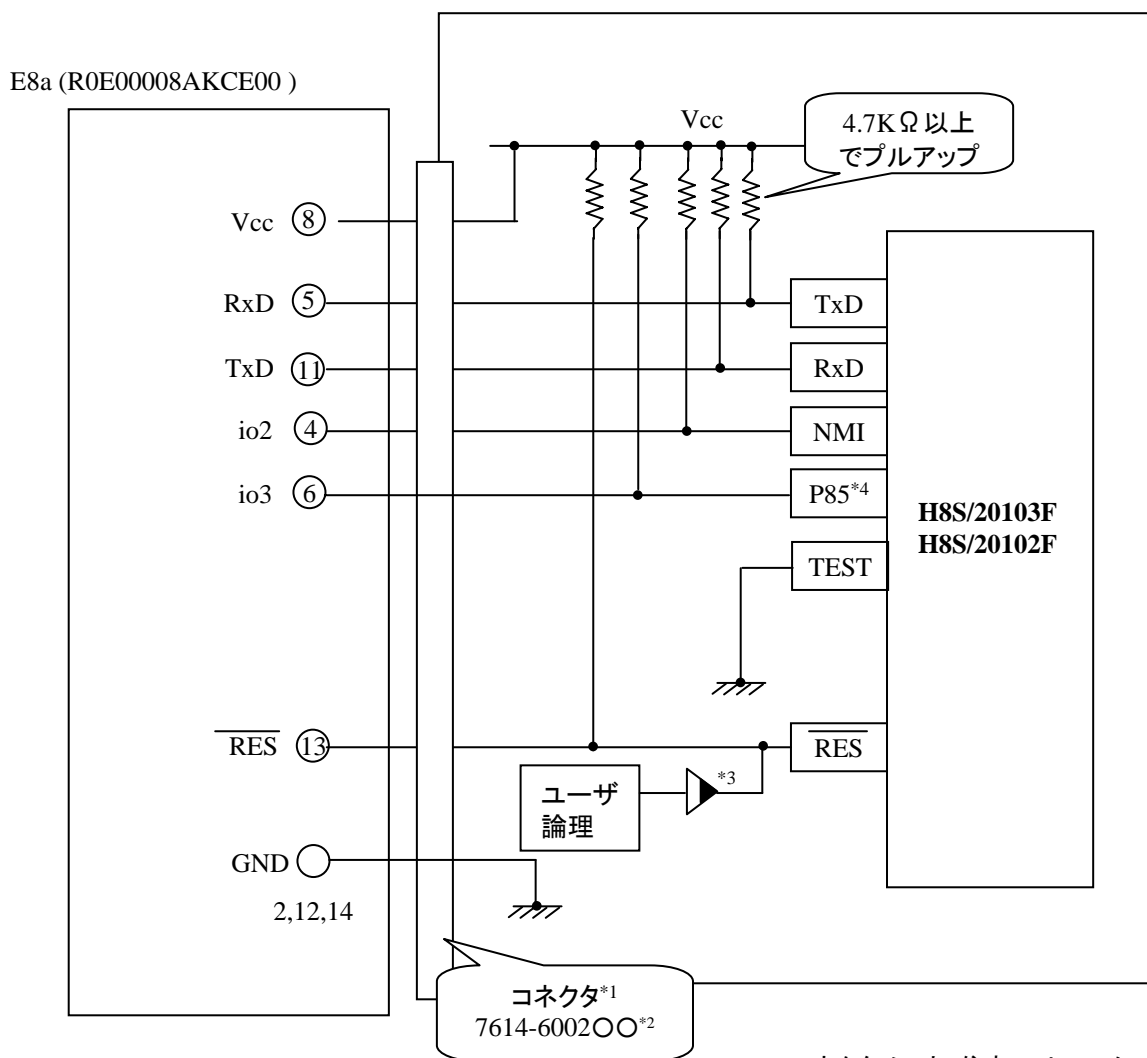 E8a (R0E00008AKCE00 )
Vcc
4.7KΩ以上
でプルアップ
Vcc 8
RxD 5
TxD
TxD 11
RxD
io2 4
NMI
io3 6
P85*4
H8S/20103F
H8S/20102F
TEST
RES 13
RES
*3
ユーザ
論理
GND
2,12,14
コネクタ*1
7614-6002〇〇*2